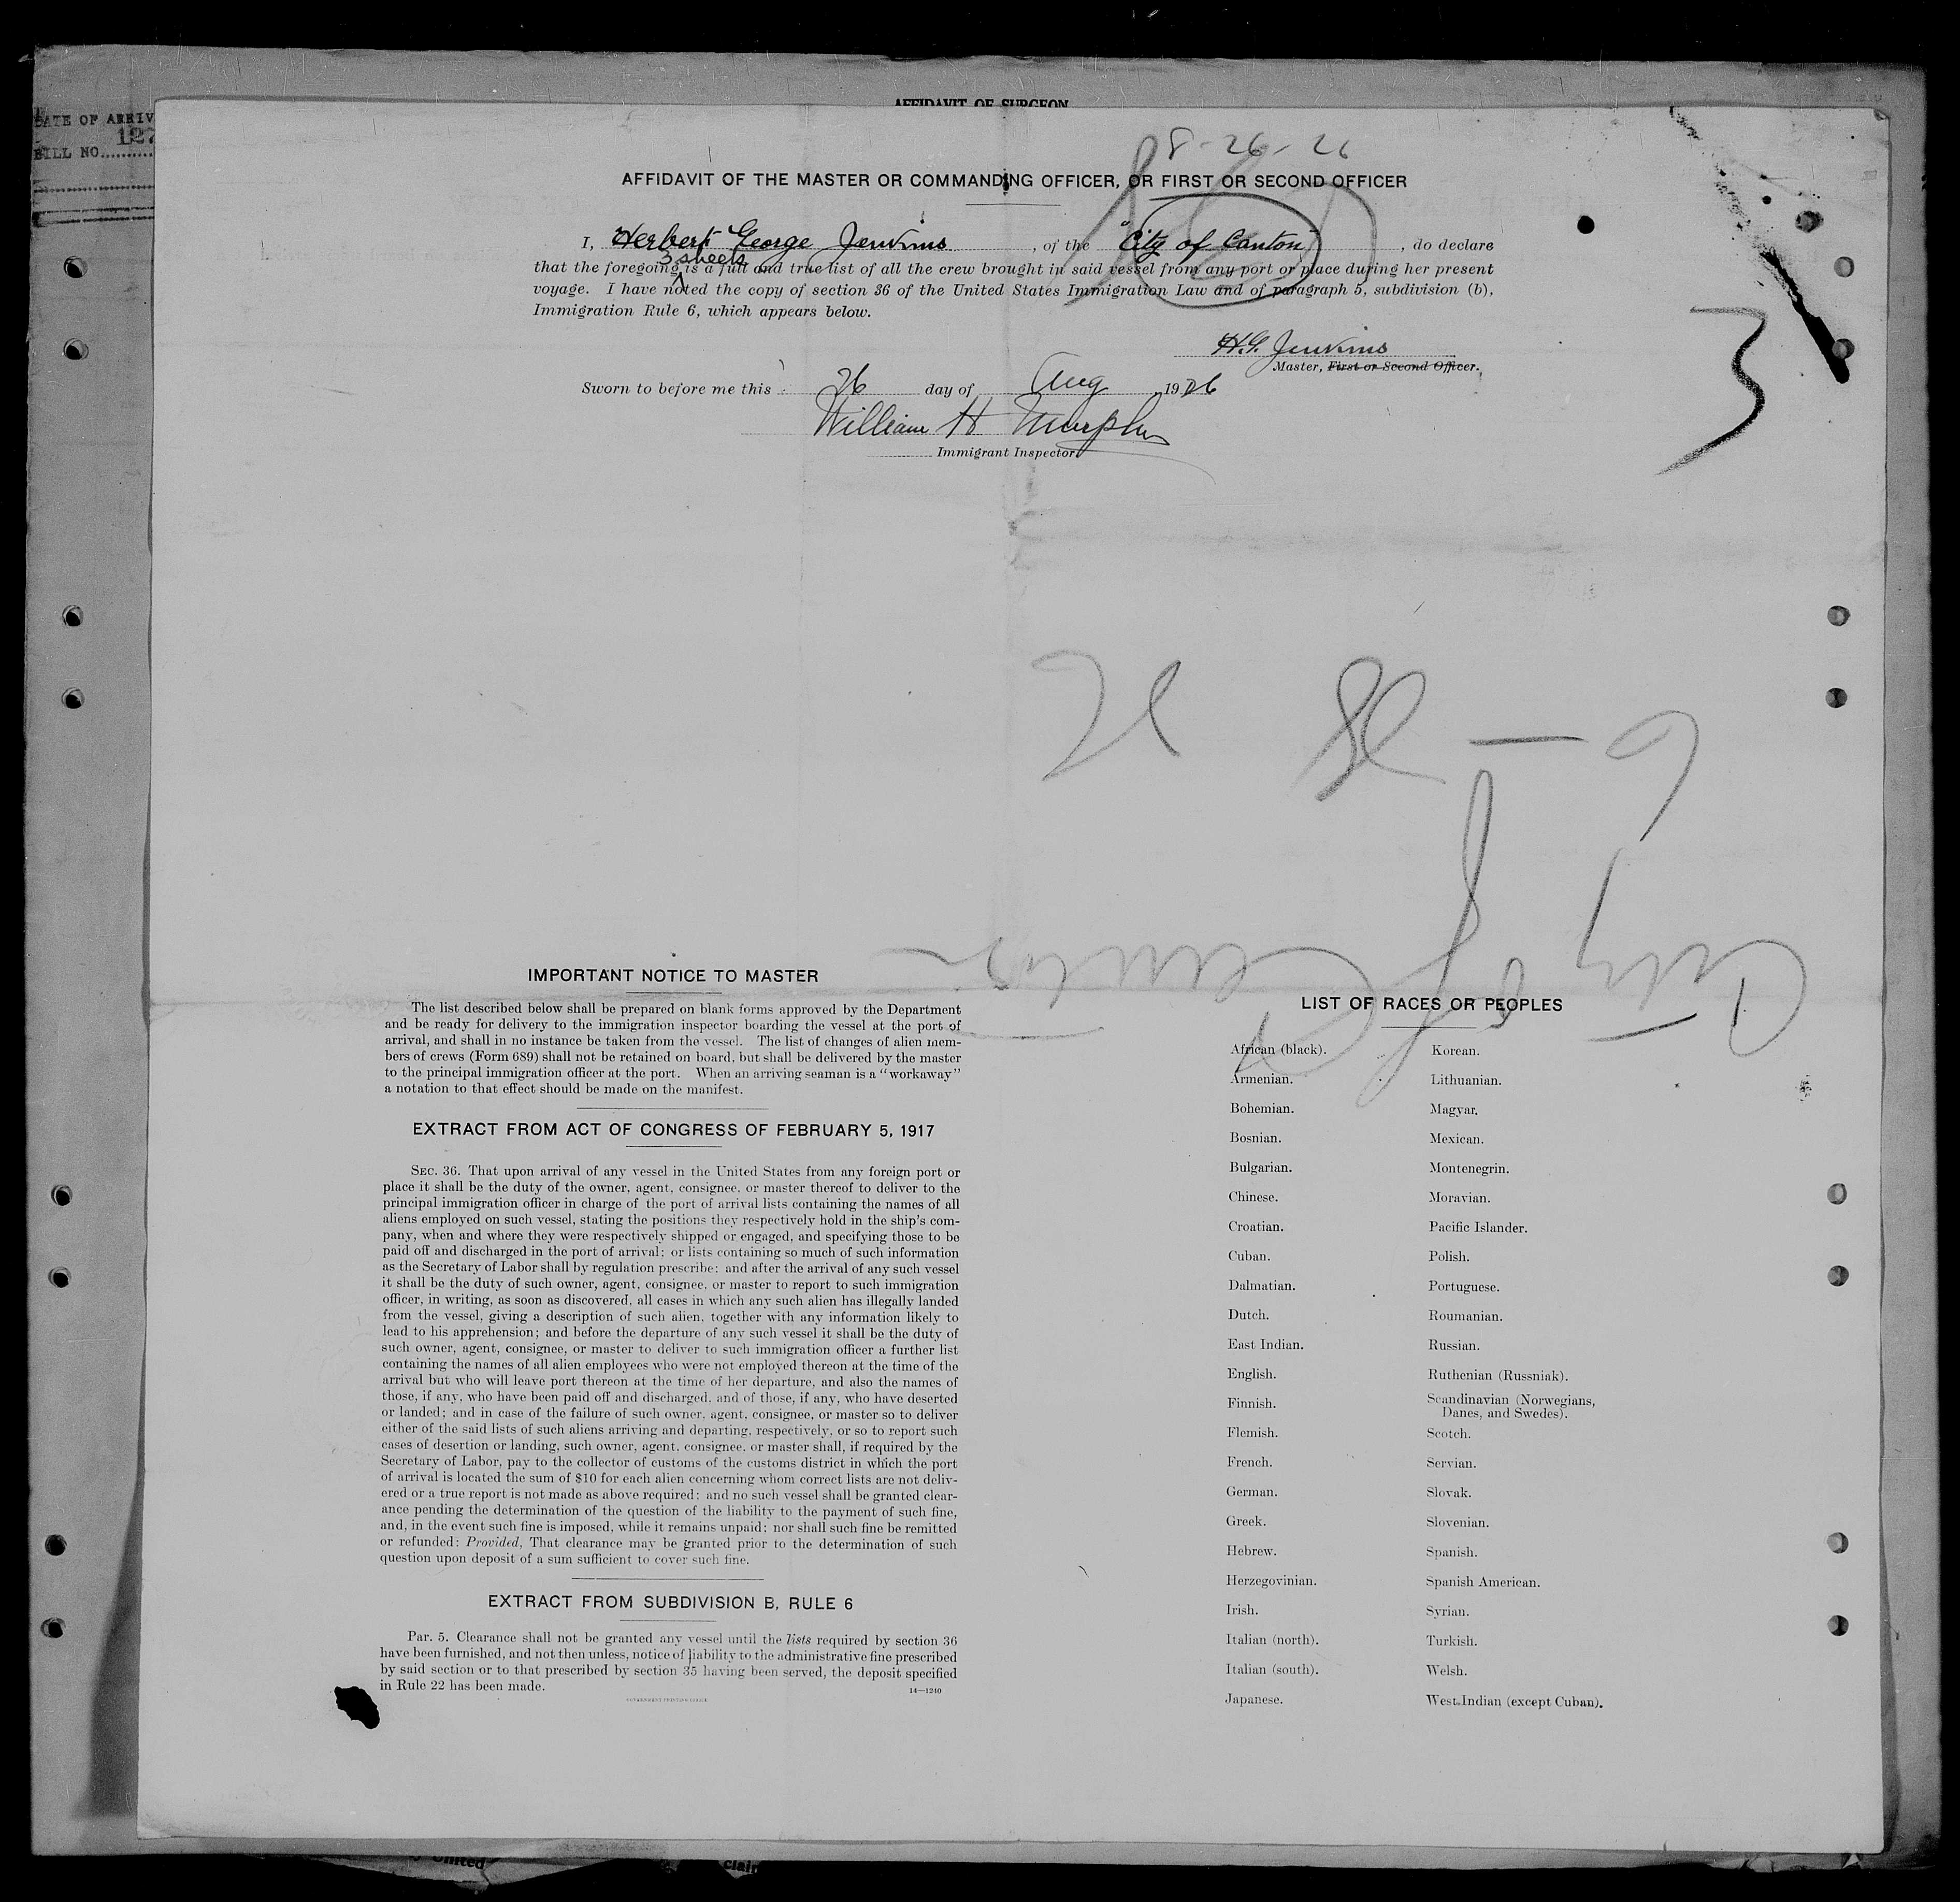 AFFIDAVIT OF SURGEON
DATE OF ARRIV
127
BILL NO.
8-26-26
AFFIDAVIT OF THE MASTER OR COMMANDING OFFICER, OR FIRST OR SECOND OFFICER
I, Herbert George Jenkins, of the "City of Canton", do declare
3 sheets
that the foregoing is a full and true list of all the crew brought in said vessel from any port or place during her present
voyage. I have noted the copy of section 36 of the United States Immigration Law and of paragraph 5, subdivision (b),
Immigration Rule 6, which appears below.
H.G. Jenkins
Master, First or Second Officer.
3
Sworn to before me this 26 day of Aug 1926
William H Murphy
Immigrant Inspector.
City of Canton
IMPORTANT NOTICE TO MASTER
The list described below shall be prepared on blank forms approved by the Department
and be ready for delivery to the immigration inspector boarding the vessel at the port of
arrival, and shall in no instance be taken from the vessel. The list of changes of alien mem-
bers of crews (Form 689) shall not be retained on board, but shall be delivered by the master
to the principal immigration officer at the port. When an arriving seaman is a "workaway"
a notation to that effect should be made on the manifest.
EXTRACT FROM ACT OF CONGRESS OF FEBRUARY 5, 1917
SEC. 36. That upon arrival of any vessel in the United States from any foreign port or
place it shall be the duty of the owner, agent, consignee, or master thereof to deliver to the
principal immigration officer in charge of the port of arrival lists containing the names of all
aliens employed on such vessel, stating the positions they respectively hold in the ship's com-
pany, when and where they were respectively shipped or engaged, and specifying those to be
paid off and discharged in the port of arrival; or lists containing so much of such information
as the Secretary of Labor shall by regulation prescribe; and after the arrival of any such vessel
it shall be the duty of such owner, agent, consignee, or master to report to such immigration
officer, in writing, as soon as discovered, all cases in which any such alien has illegally landed
from the vessel, giving a description of such alien, together with any information likely to
lead to his apprehension; and before the departure of any such vessel it shall be the duty of
such owner, agent, consignee, or master to deliver to such immigration officer a further list
containing the names of all alien employees who were not employed thereon at the time of the
arrival but who will leave port thereon at the time of her departure, and also the names of
those, if any, who have been paid off and discharged, and of those, if any, who have deserted
or landed; and in case of the failure of such owner, agent, consignee, or master so to deliver
either of the said lists of such aliens arriving and departing, respectively, or so to report such
cases of desertion or landing, such owner, agent, consignee, or master shall, if required by the
Secretary of Labor, pay to the collector of customs of the customs district in which the port
of arrival is located the sum of $10 for each alien concerning whom correct lists are not deliv-
ered or a true report is not made as above required; and no such vessel shall be granted clear-
ance pending the determination of the question of the liability to the payment of such fine,
and, in the event such fine is imposed, while it remains unpaid; nor shall such fine be remitted
or refunded: Provided, That clearance may be granted prior to the determination of such
question upon deposit of a sum sufficient to cover such fine.
EXTRACT FROM SUBDIVISION B, RULE 6
Par. 5. Clearance shall not be granted any vessel until the lists required by section 36
have been furnished, and not then unless, notice of liability to the administrative fine prescribed
by said section or to that prescribed by section 35 having been served, the deposit specified
in Rule 22 has been made.
14—1240
GOVERNMENT PRINTING OFFICE
LIST OF RACES OR PEOPLES
African (black).
Armenian.
Bohemian.
Bosnian.
Bulgarian.
Chinese.
Croatian.
Cuban.
Dalmatian.
Dutch.
East Indian.
English.
Finnish.
Flemish.
French.
German.
Greek.
Hebrew.
Herzegovinian.
Irish.
Italian (north).
Italian (south).
Japanese.
Korean.
Lithuanian.
Magyar.
Mexican.
Montenegrin.
Moravian.
Pacific Islander.
Polish.
Portuguese.
Roumanian.
Russian.
Ruthenian (Russniak).
Scandinavian (Norwegians,
Danes, and Swedes).
Scotch.
Servian.
Slovak.
Slovenian.
Spanish.
Spanish American.
Syrian.
Turkish.
Welsh.
West Indian (except Cuban).
United
clair